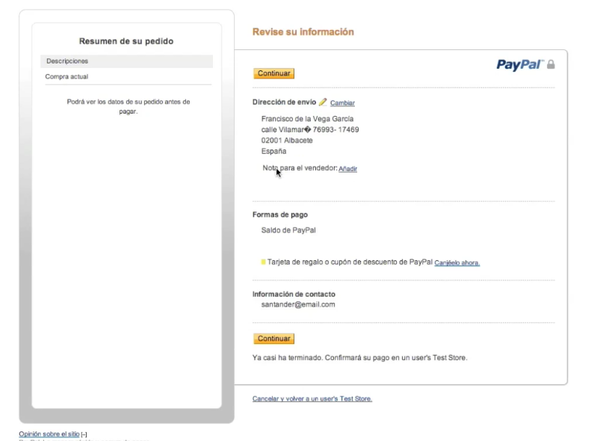 Resumen de su pedido
Descripciones
Compra actual
Podrá ver los datos de su pedido antes de
pagar.
Revise su información
PayPal
Continuar
Dirección de envío Cambiar
Francisco de la Vega García
calle Vilamar� 76993- 17469
02001 Albacete
España
Nota para el vendedor: Añadir
Formas de pago
Saldo de PayPal
Tarjeta de regalo o cupón de descuento de PayPal Canjéelo ahora.
Información de contacto
santander@email.com
Continuar
Ya casi ha terminado. Confirmará su pago en un user's Test Store.
Cancelar y volver a un user's Test Store.
Opinión sobre el sitio [-]